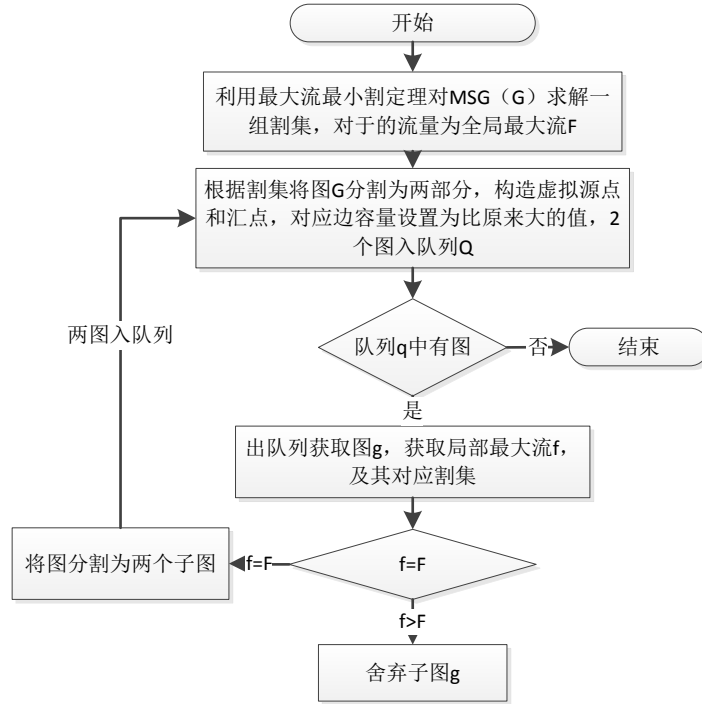 开始
利用最大流最小割定理对MSG（G）求解一
组割集，对于的流量为全局最大流F
根据割集将图G分割为两部分，构造虚拟源点
和汇点，对应边容量设置为比原来大的值，2
个图入队列Q
两图入队列
队列q中有图
否
结束
是
出队列获取图g，获取局部最大流f，
及其对应割集
将图分割为两个子图
f=F
f=F
f>F
舍弃子图g